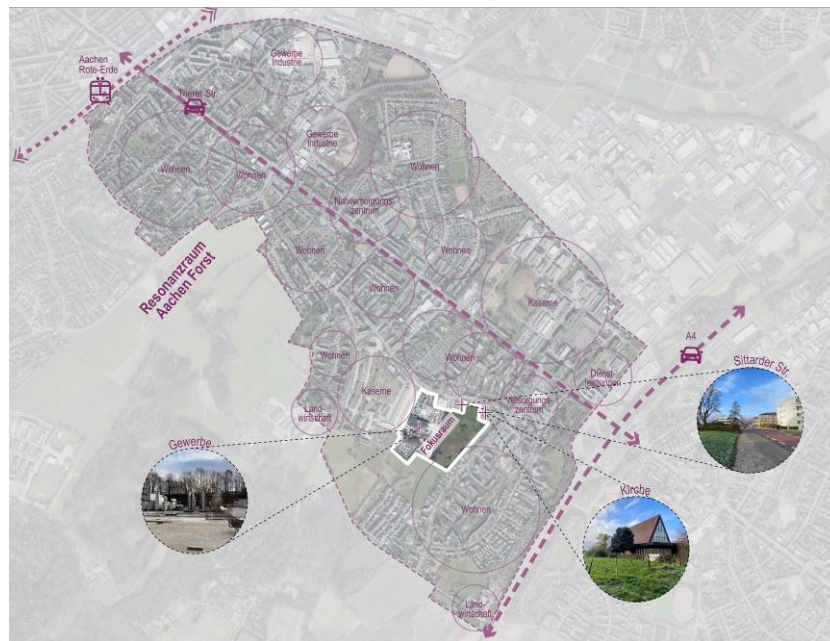 Aachen
Rote-Erde
Trierer Str.
Gewerbe
Industrie
Gewerbe
Industrie
Wohnen
Wohnen
Wohnen
Nahversorgungs-
zentrum
Wohnen
Wohnen
Resonanzraum
Aachen Forst
Wohnen
Kaserne
A4
Wohnen
Wohnen
Dienst-
leistungen
Sittarder Str.
Kaserne
Versorgungs-
zentrum
Land-
wirtschaft
Fokusraum
Gewerbe
Kirche
Wohnen
Land-
wirtschaft